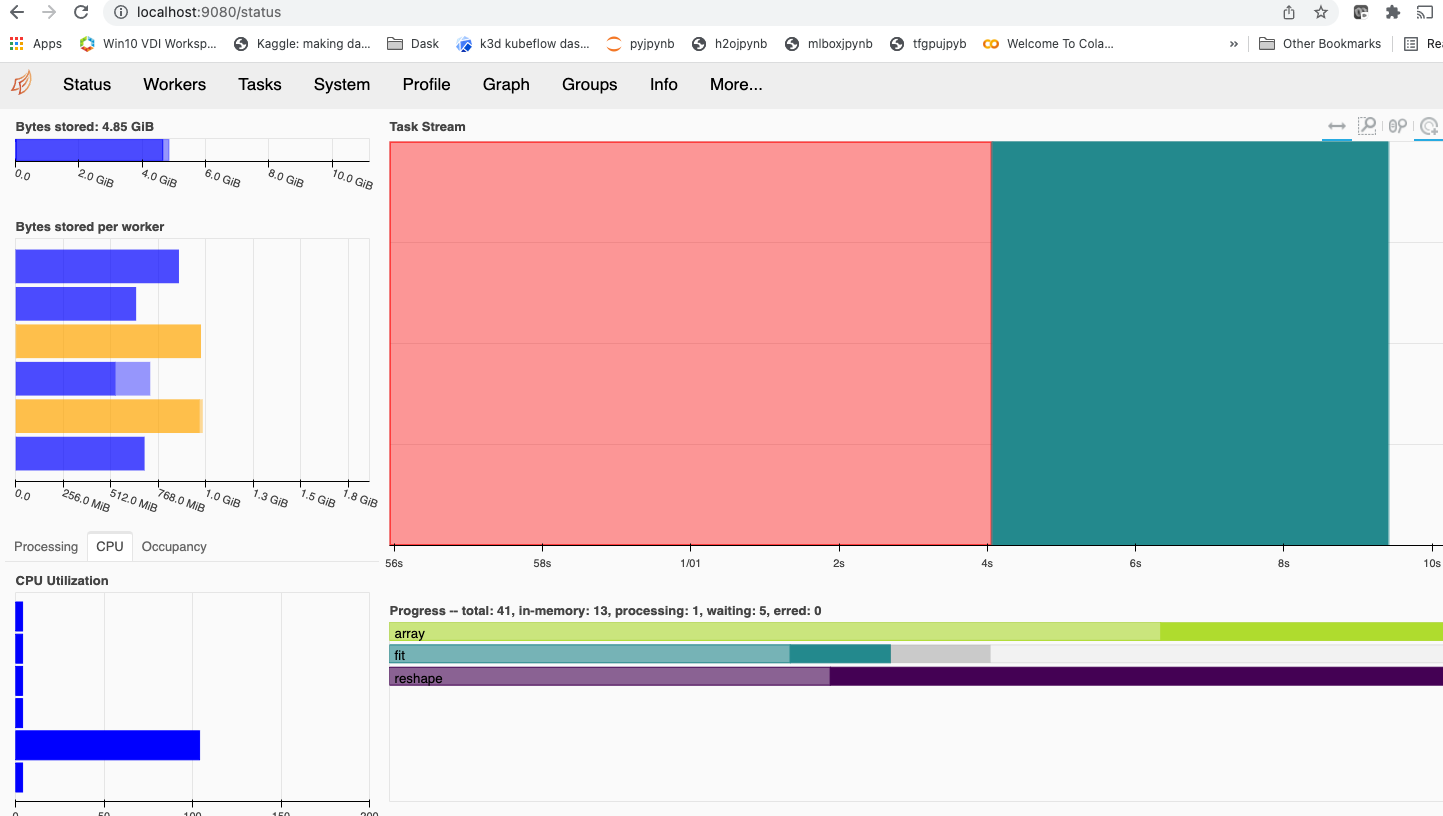 localhost:9080/status
Apps Win10 VDI Worksp... Kaggle: making da... Dask k3d kubeflow das... pyjpynb h2ojpynb mlboxjpynb tfgpujpyb Welcome To Cola... » Other Bookmarks
Status Workers Tasks System Profile Graph Groups Info More...
Bytes stored: 4.85 GiB
0.0 2.0 GiB 4.0 GiB 6.0 GiB 8.0 GiB 10.0 GiB
Bytes stored per worker
0.0 256.0 MiB 512.0 MiB 768.0 MiB 1.0 GiB 1.3 GiB 1.5 GiB 1.8 GiB
Processing CPU Occupancy
CPU Utilization
0 50 100 150 200
Task Stream
56s 58s 1/01 2s 4s 6s 8s 10s
Progress -- total: 41, in-memory: 13, processing: 1, waiting: 5, erred: 0
array
fit
reshape